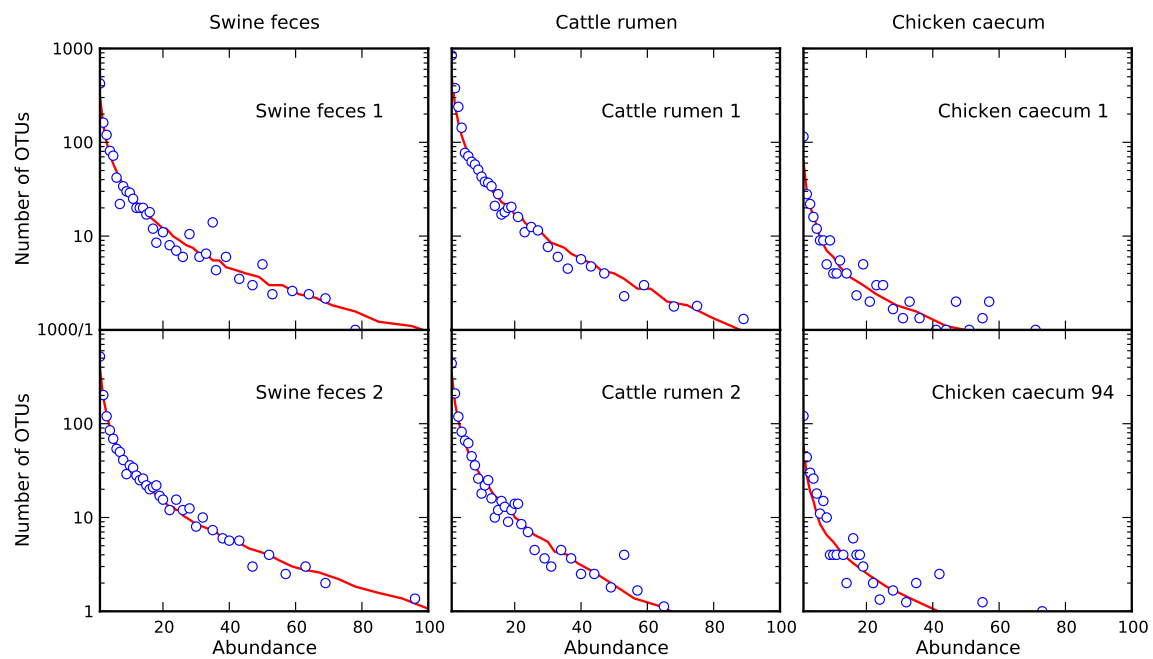 Swine feces Cattle rumen Chicken caecum
1000
Swine feces 1 Cattle rumen 1 Chicken caecum 1
100
10
Number of OTUs
1000/1
Swine feces 2 Cattle rumen 2 Chicken caecum 94
100
10
1
Number of OTUs
20 40 60 80 100 20 40 60 80 100 20 40 60 80 100
Abundance Abundance Abundance